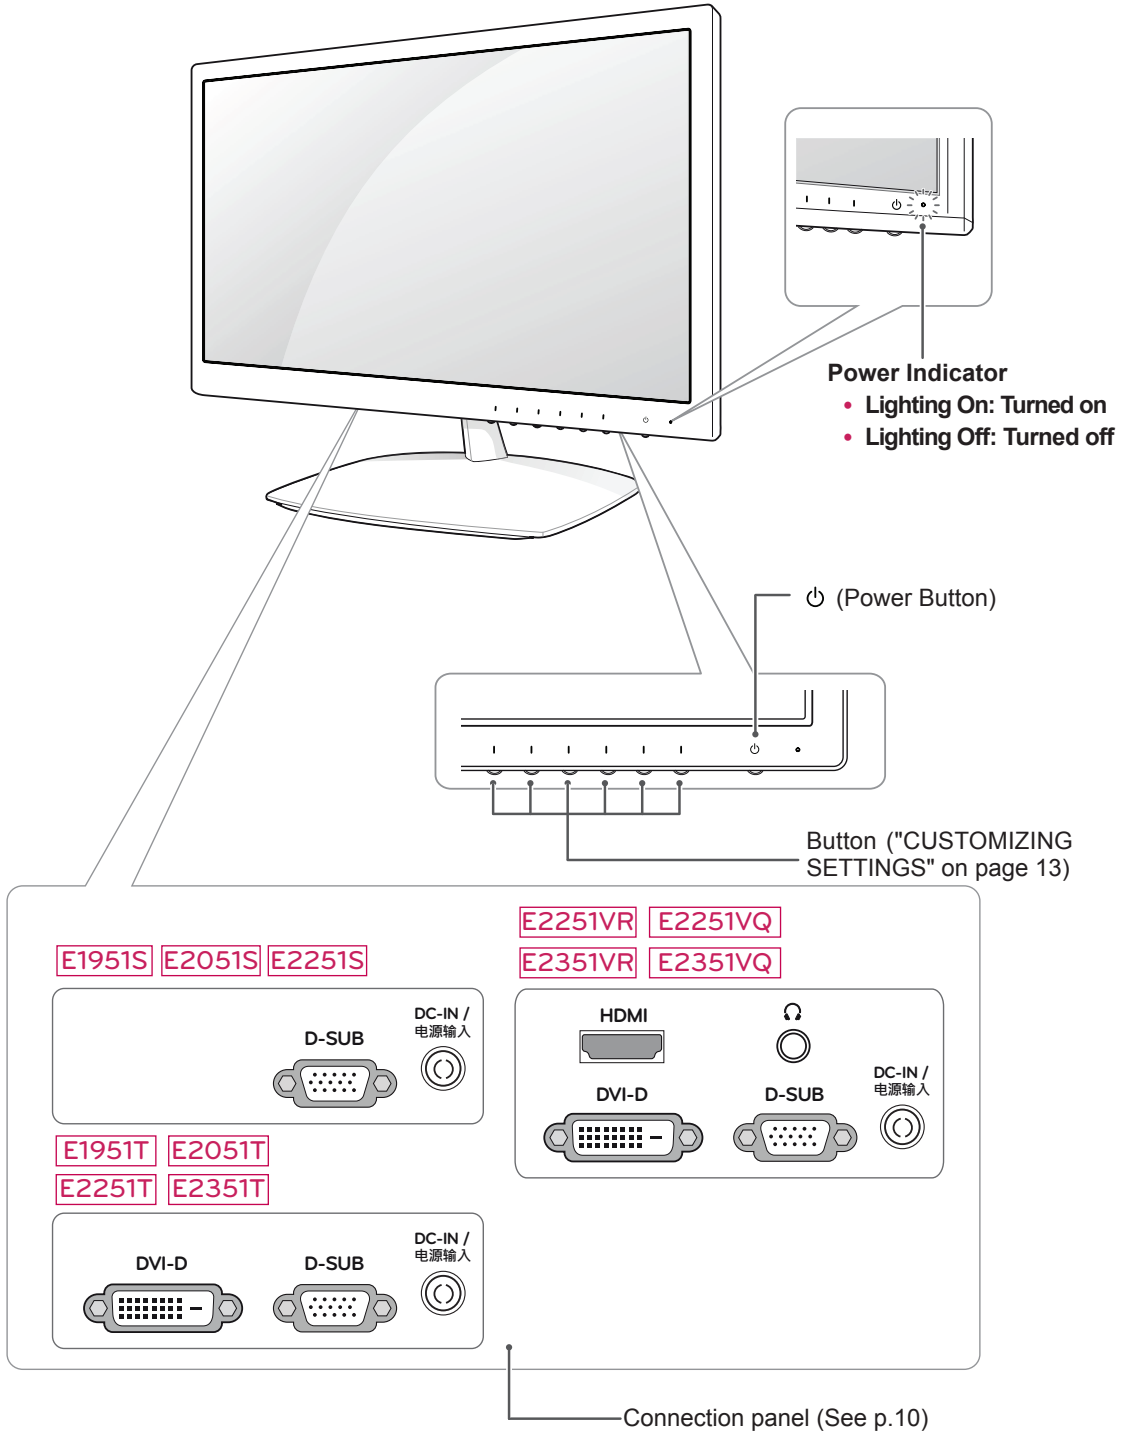 Power Indicator
• Lighting On: Turned on
• Lighting Off: Turned off
(Power Button)
Button ("CUSTOMIZING
SETTINGS" on page 13)
E1951S E2051S E2251S
D-SUB
DC-IN /
电源输入
E1951T E2051T
E2251T E2351T
DVI-D
D-SUB
DC-IN /
电源输入
E2251VR E2251VQ
E2351VR E2351VQ
HDMI
DVI-D
D-SUB
DC-IN /
电源输入
Connection panel (See p.10)